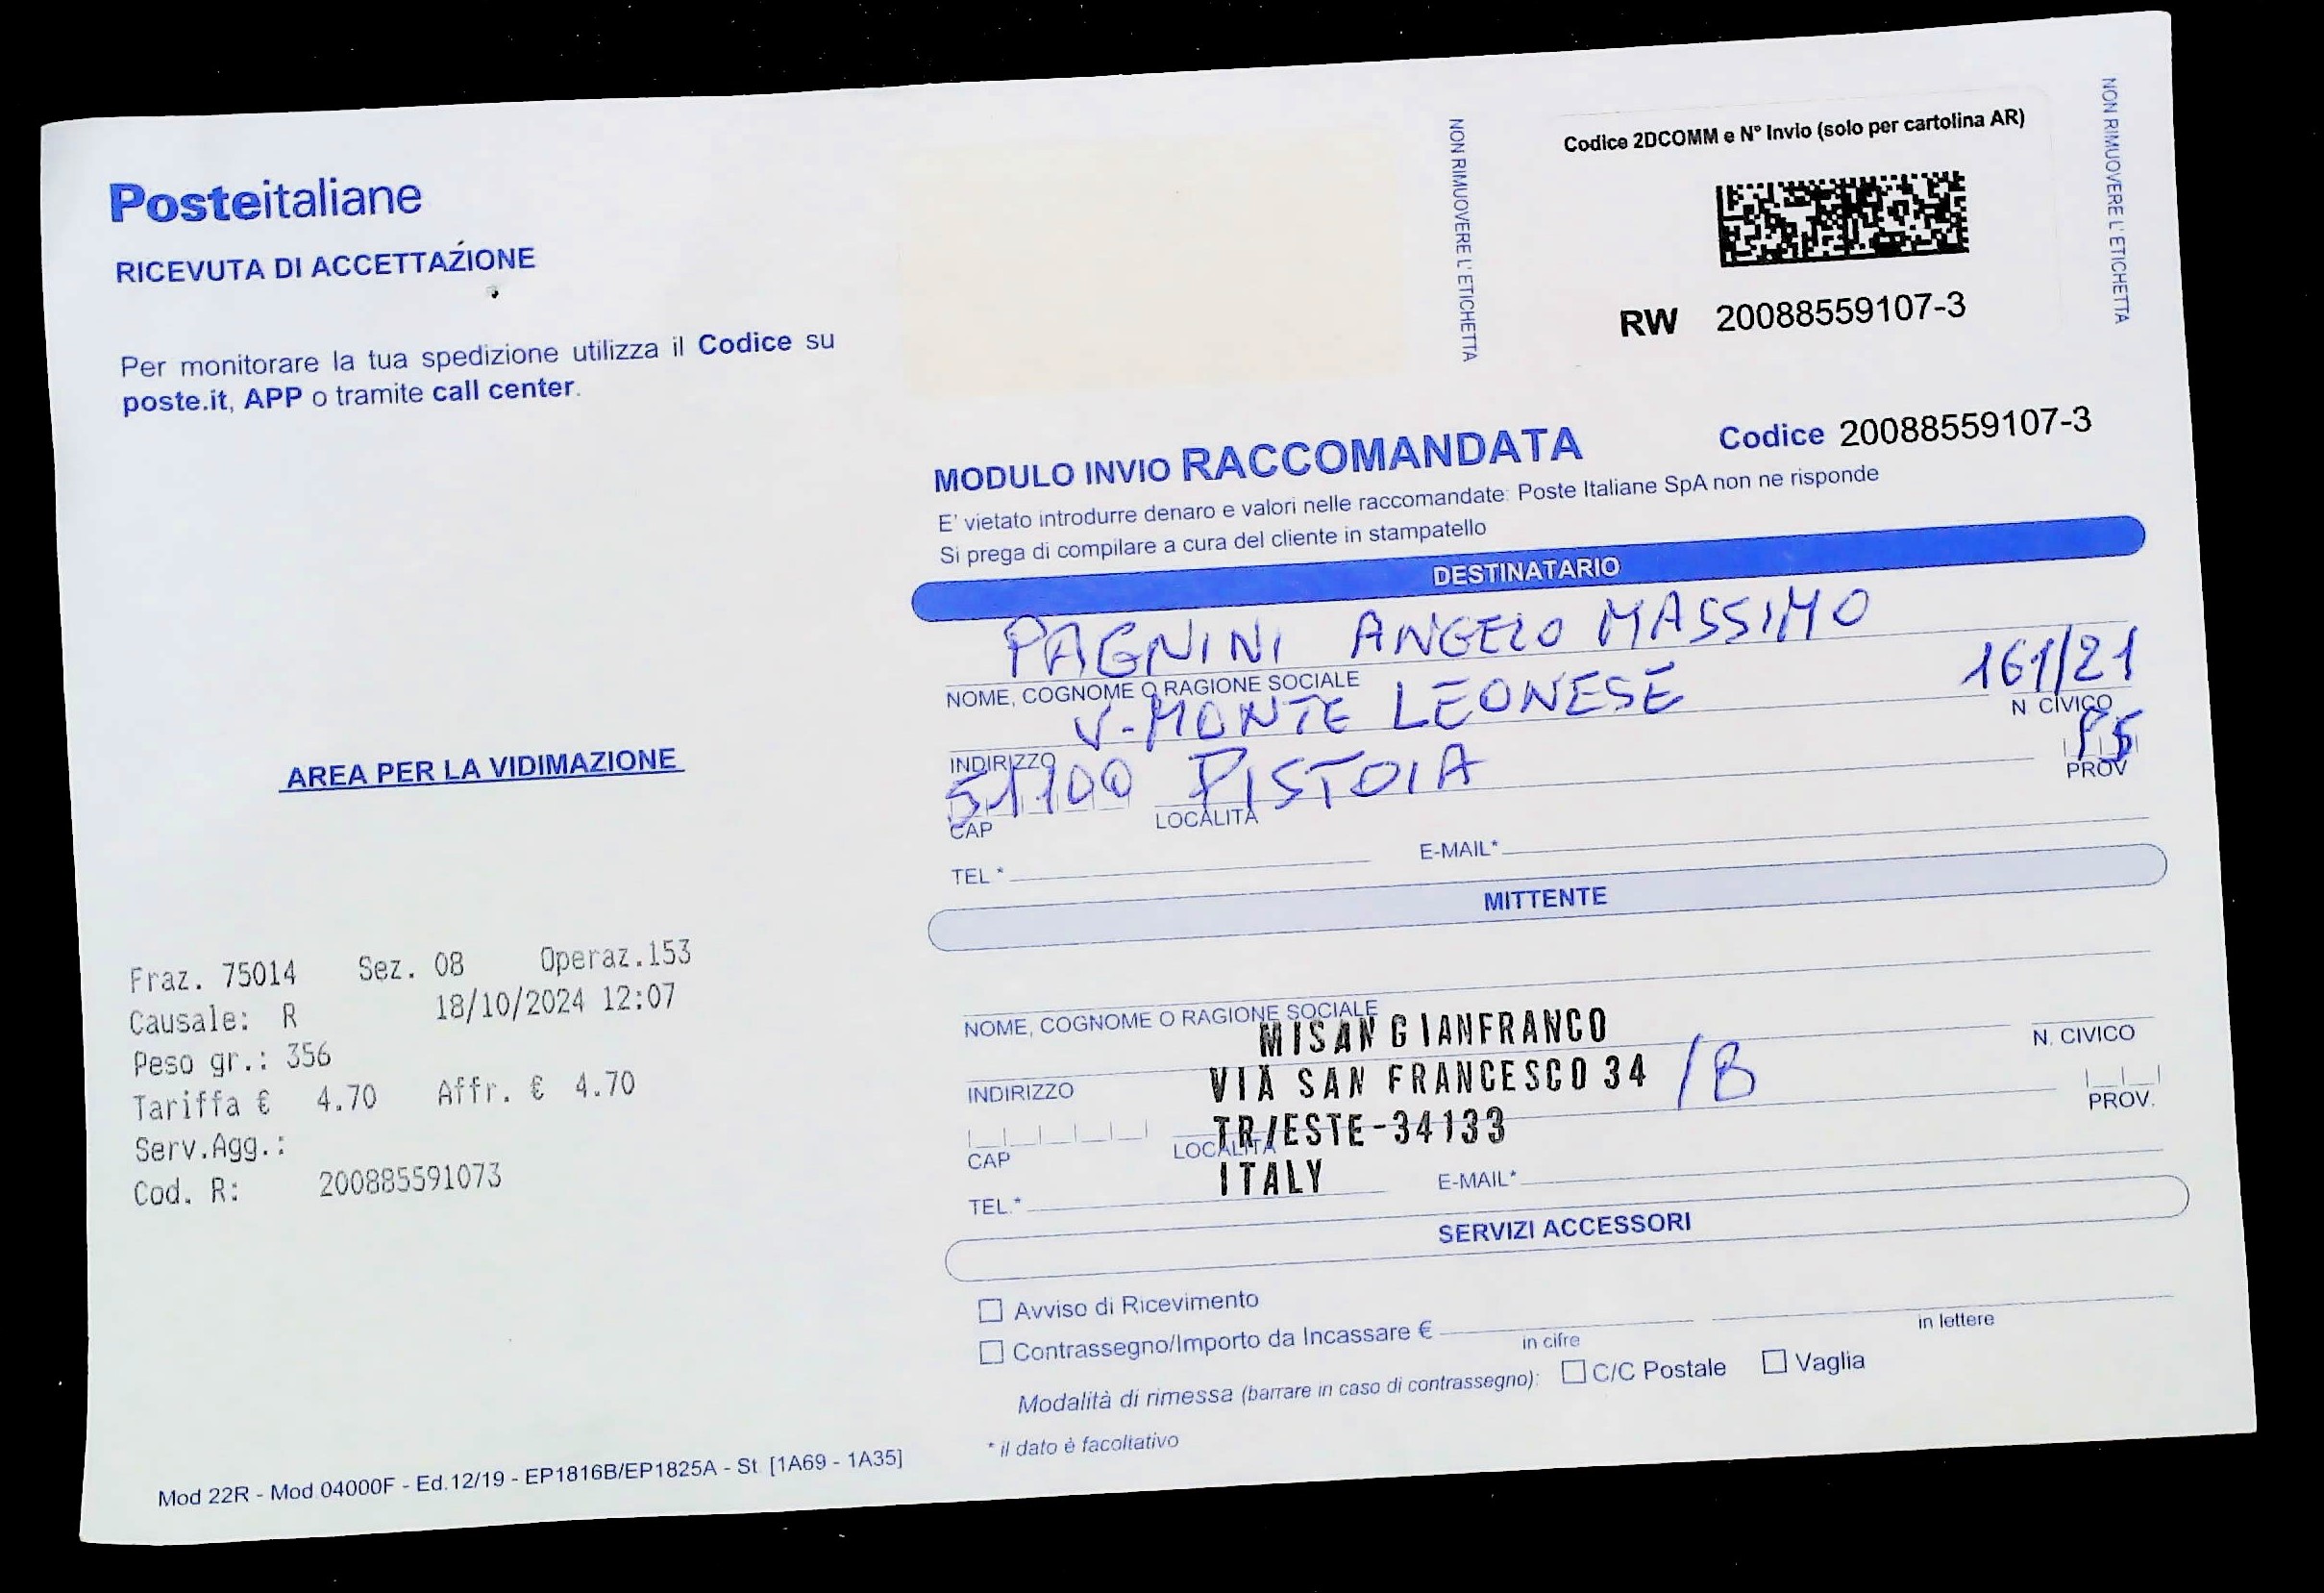 Posteitaliane
RICEVUTA DI ACCETTAZIONE
Per monitorare la tua spedizione utilizza il Codice su
poste.it, APP o tramite call center.
AREA PER LA VIDIMAZIONE
Fraz. 75014 Sez. 08 Operaz.153
Causale: R 18/10/2024 12:07
Peso gr.: 356
Tariffa € 4.70 Affr. € 4.70
Serv.Agg.:
Cod. R: 200885591073
Mod 22R - Mod.04000F - Ed.12/19 - EP1816B/EP1825A - St. [1A69 - 1A35]
NON RIMUOVERE L'ETICHETTA
Codice 2DCOMM e N° Invio (solo per cartolina AR)
RW 20088559107-3
NON RIMUOVERE L'ETICHETTA
MODULO INVIO RACCOMANDATA Codice 20088559107-3
E' vietato introdurre denaro e valori nelle raccomandate: Poste Italiane SpA non ne risponde
Si prega di compilare a cura del cliente in stampatello
DESTINATARIO
PAGNINI ANGELO MASSIMO
NOME, COGNOME O RAGIONE SOCIALE
V. MONTE LEONESE 161/21
INDIRIZZO N CIVICO
51100 PISTOIA PS
CAP LOCALITÀ PROV
TEL * E-MAIL*
MITTENTE
NOME, COGNOME O RAGIONE SOCIALE
MISAN GIANFRANCO
INDIRIZZO N. CIVICO
VIA SAN FRANCESCO 34 /B
TRIESTE-34133
CAP LOCALITÀ PROV.
ITALY
TEL.* E-MAIL*
SERVIZI ACCESSORI
Avviso di Ricevimento
Contrassegno/Importo da Incassare €
in cifre in lettere
Modalità di rimessa (barrare in caso di contrassegno): C/C Postale Vaglia
* il dato è facoltativo